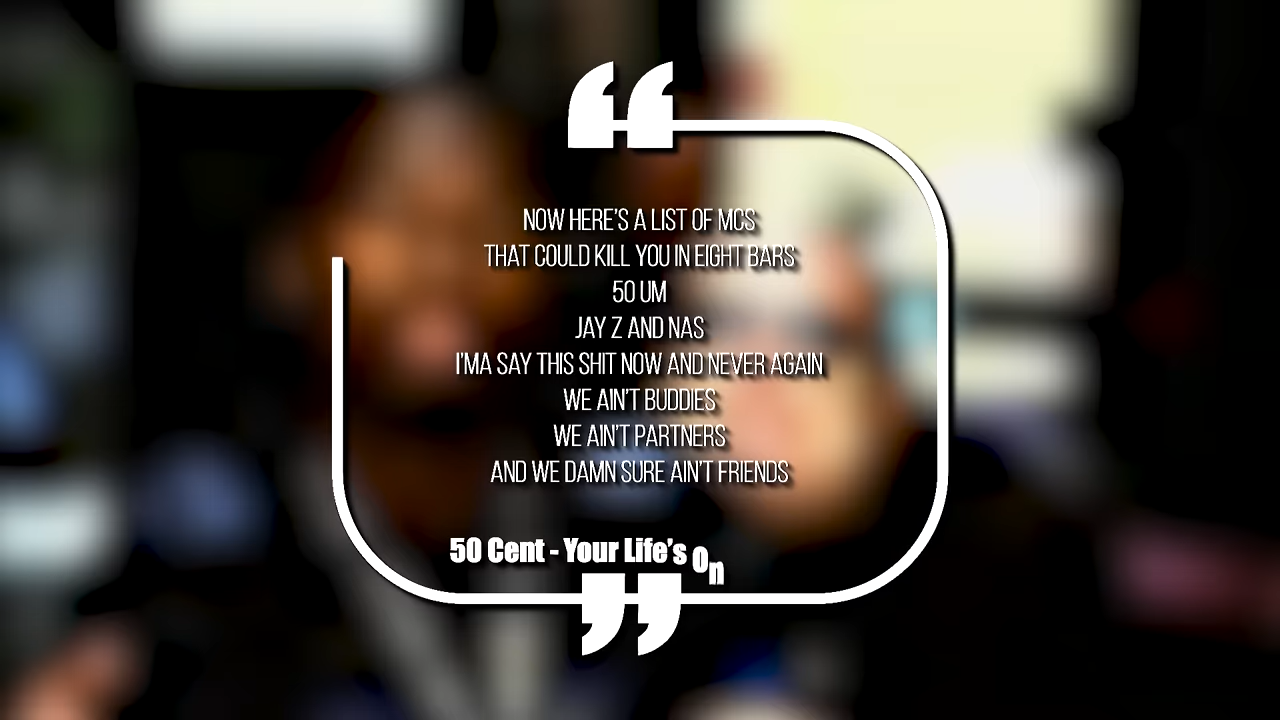 “
NOW HERE'S A LIST OF MCS
THAT COULD KILL YOU IN EIGHT BARS
50 UM
JAY Z AND NAS
I'MA SAY THIS SHIT NOW AND NEVER AGAIN
WE AIN'T BUDDIES
WE AIN'T PARTNERS
AND WE DAMN SURE AIN'T FRIENDS
50 Cent - Your Life’s On
”